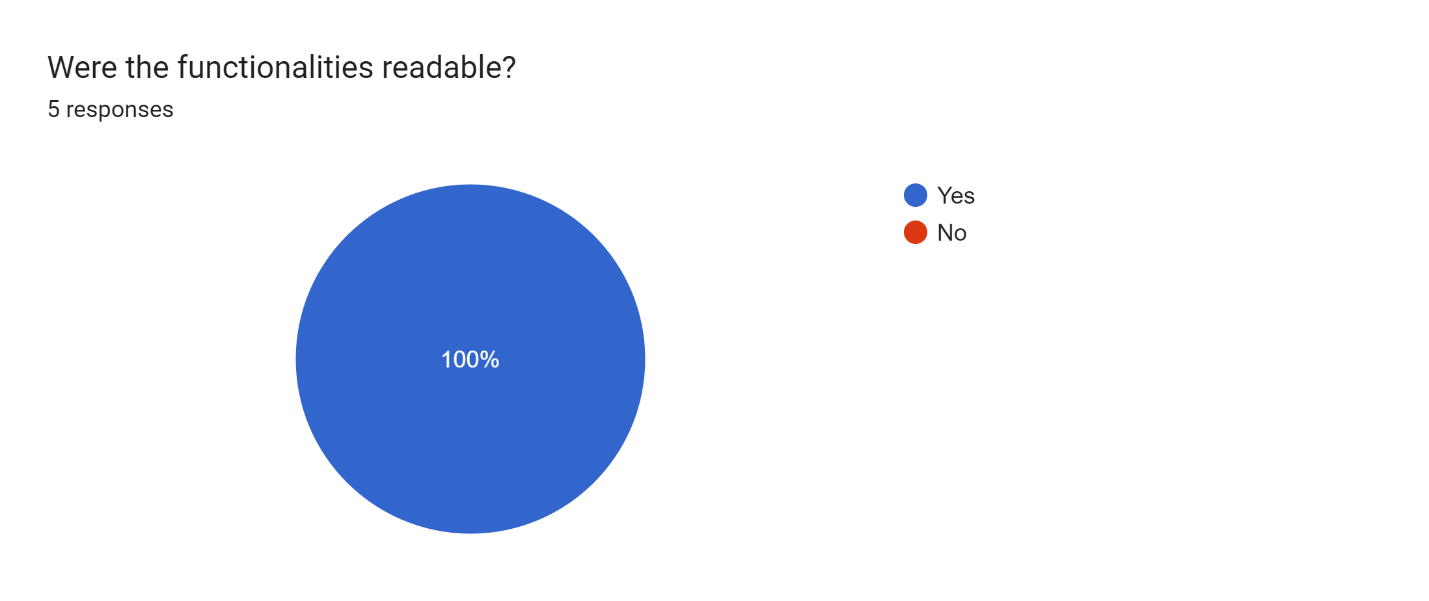 Were the functionalities readable?
5 responses
100%
Yes
No